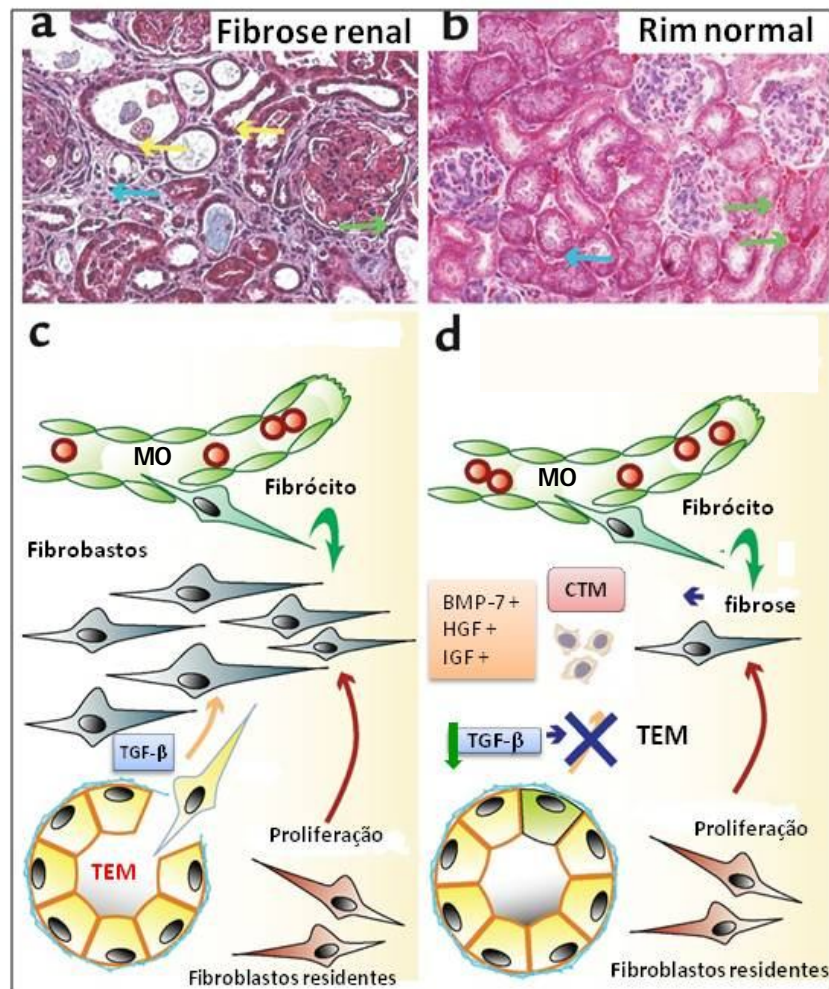 a
Fibrose renal
b
Rim normal
c
MO
Fibrócito
Fibrobastos
TGF-β
TEM
Proliferação
Fibroblastos residentes
d
MO
Fibrócito
BMP-7 +
HGF +
IGF +
CTM
fibrose
TGF-β
TEM
Proliferação
Fibroblastos residentes